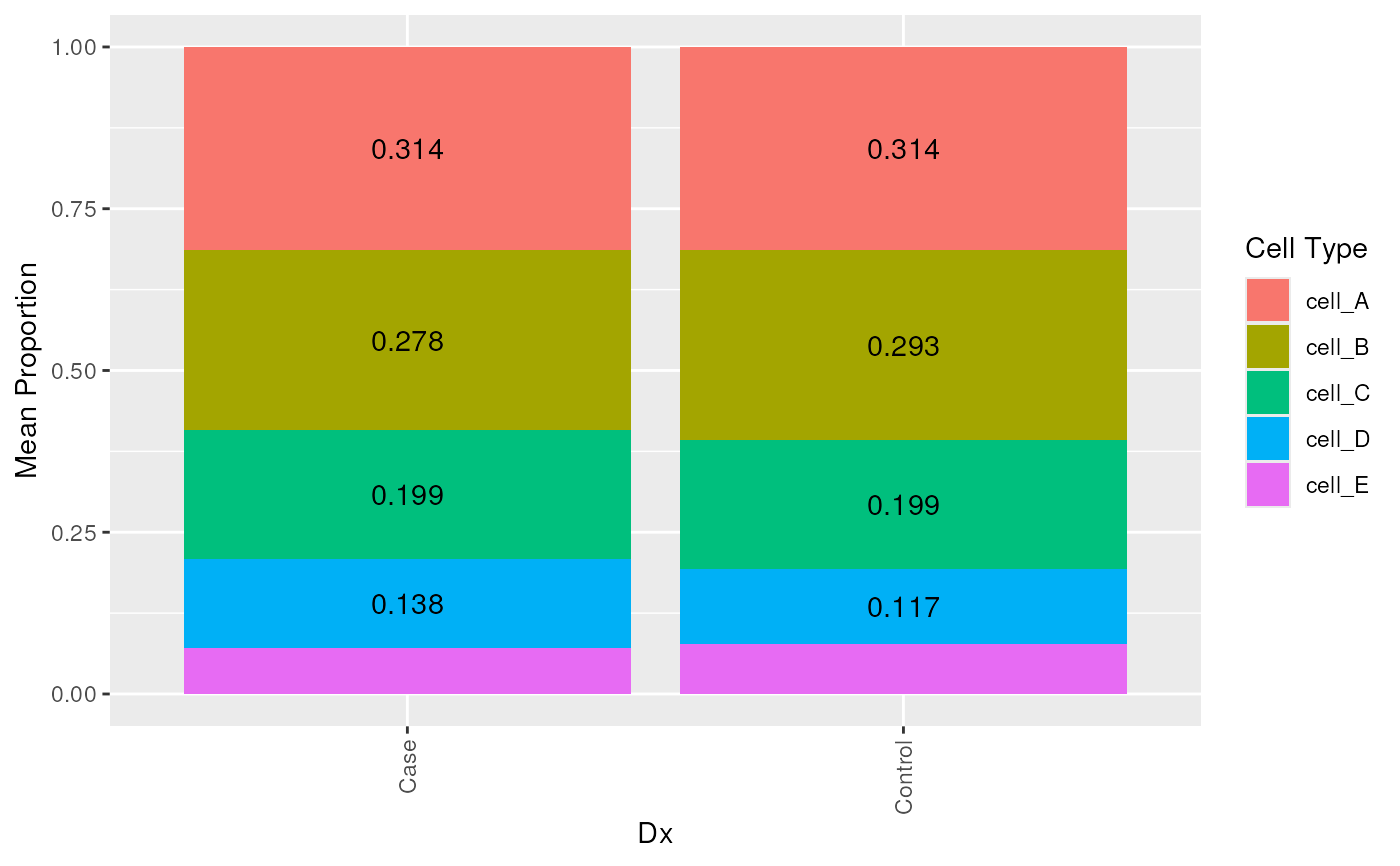 1.00
0.75
0.50
0.25
0.00
Mean Proportion
0.314
0.278
0.199
0.138
0.314
0.293
0.199
0.117
Case
Control
Dx
Cell Type
cell_A
cell_B
cell_C
cell_D
cell_E